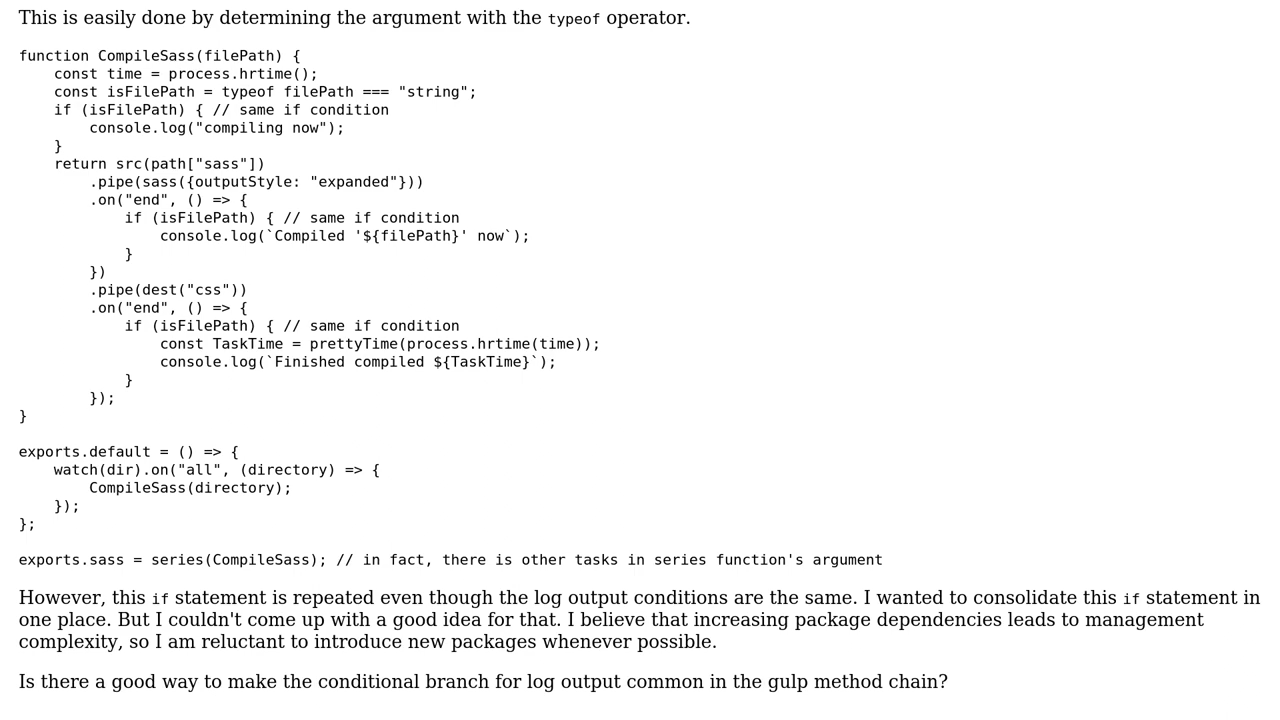 This is easily done by determining the argument with the typeof operator.
function CompileSass(filePath) {
    const time = process.hrtime();
    const isFilePath = typeof filePath === "string";
    if (isFilePath) { // same if condition
        console.log("compiling now");
    }
    return src(path["sass"])
        .pipe(sass({outputStyle: "expanded"}))
        .on("end", () => {
            if (isFilePath) { // same if condition
                console.log(`Compiled '${filePath}' now`);
            }
        })
        .pipe(dest("css"))
        .on("end", () => {
            if (isFilePath) { // same if condition
                const TaskTime = prettyTime(process.hrtime(time));
                console.log(`Finished compiled ${TaskTime}`);
            }
        });
}
exports.default = () => {
    watch(dir).on("all", (directory) => {
        CompileSass(directory);
    });
};
exports.sass = series(CompileSass); // in fact, there is other tasks in series function's argument
However, this if statement is repeated even though the log output conditions are the same. I wanted to consolidate this if statement in
one place. But I couldn't come up with a good idea for that. I believe that increasing package dependencies leads to management
complexity, so I am reluctant to introduce new packages whenever possible.
Is there a good way to make the conditional branch for log output common in the gulp method chain?